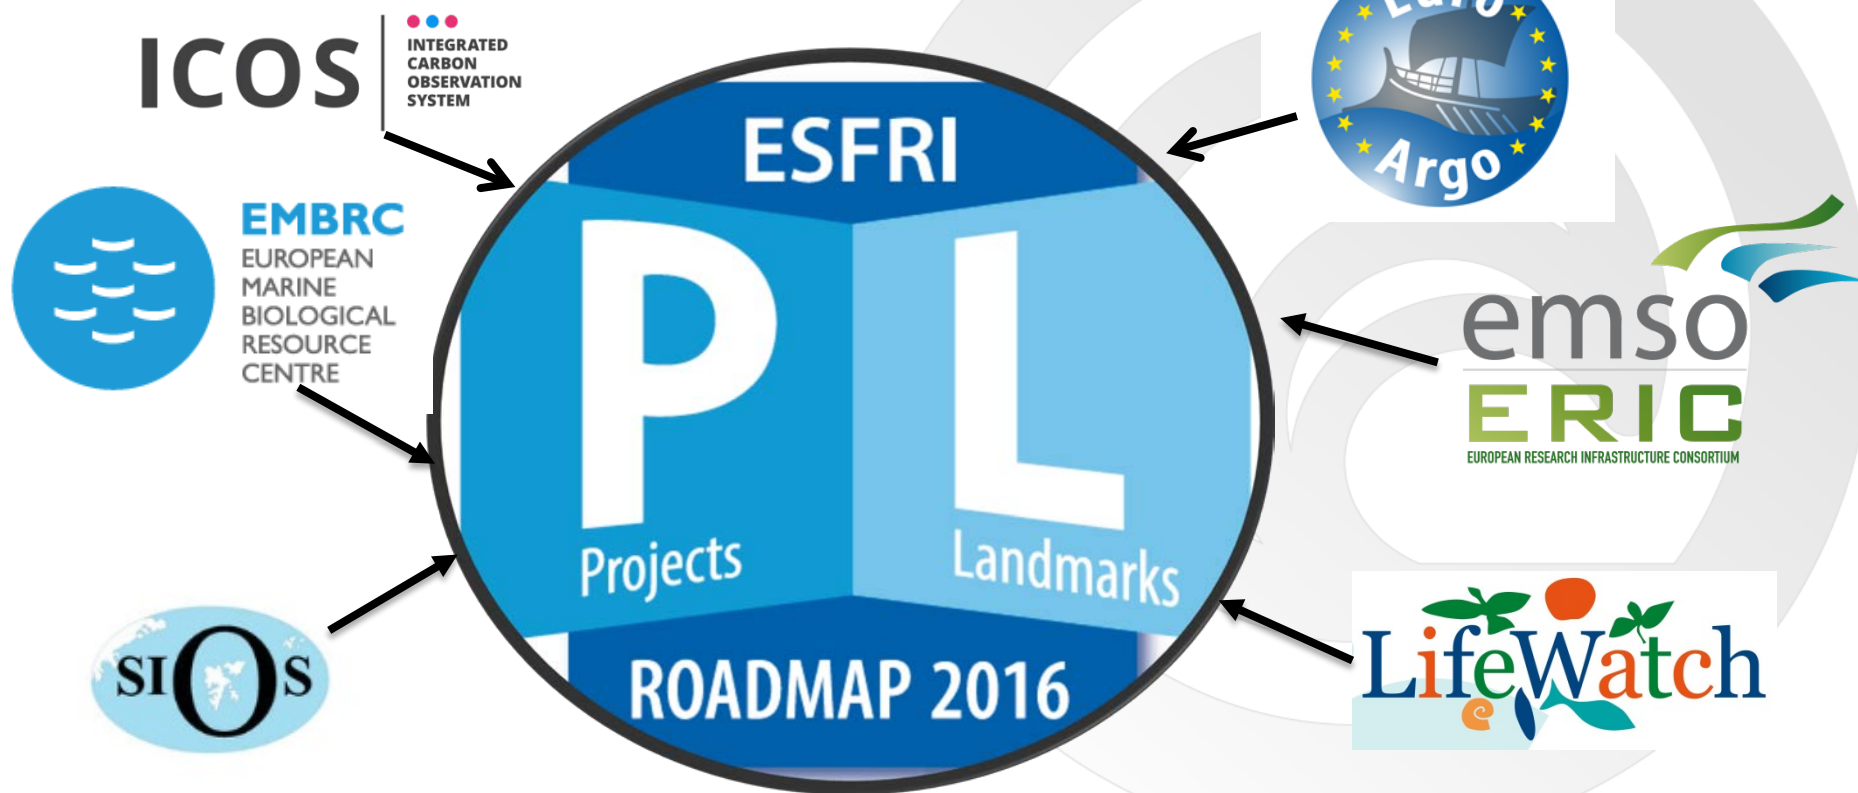 ICOS
INTEGRATED
CARBON
OBSERVATION
SYSTEM
Euro
Argo
EMBRC
EUROPEAN
MARINE
BIOLOGICAL
RESOURCE
CENTRE
ESFRI
P
Projects
L
Landmarks
ROADMAP 2016
emso
ERIC
EUROPEAN RESEARCH INFRASTRUCTURE CONSORTIUM
SIOS
LifeWatch